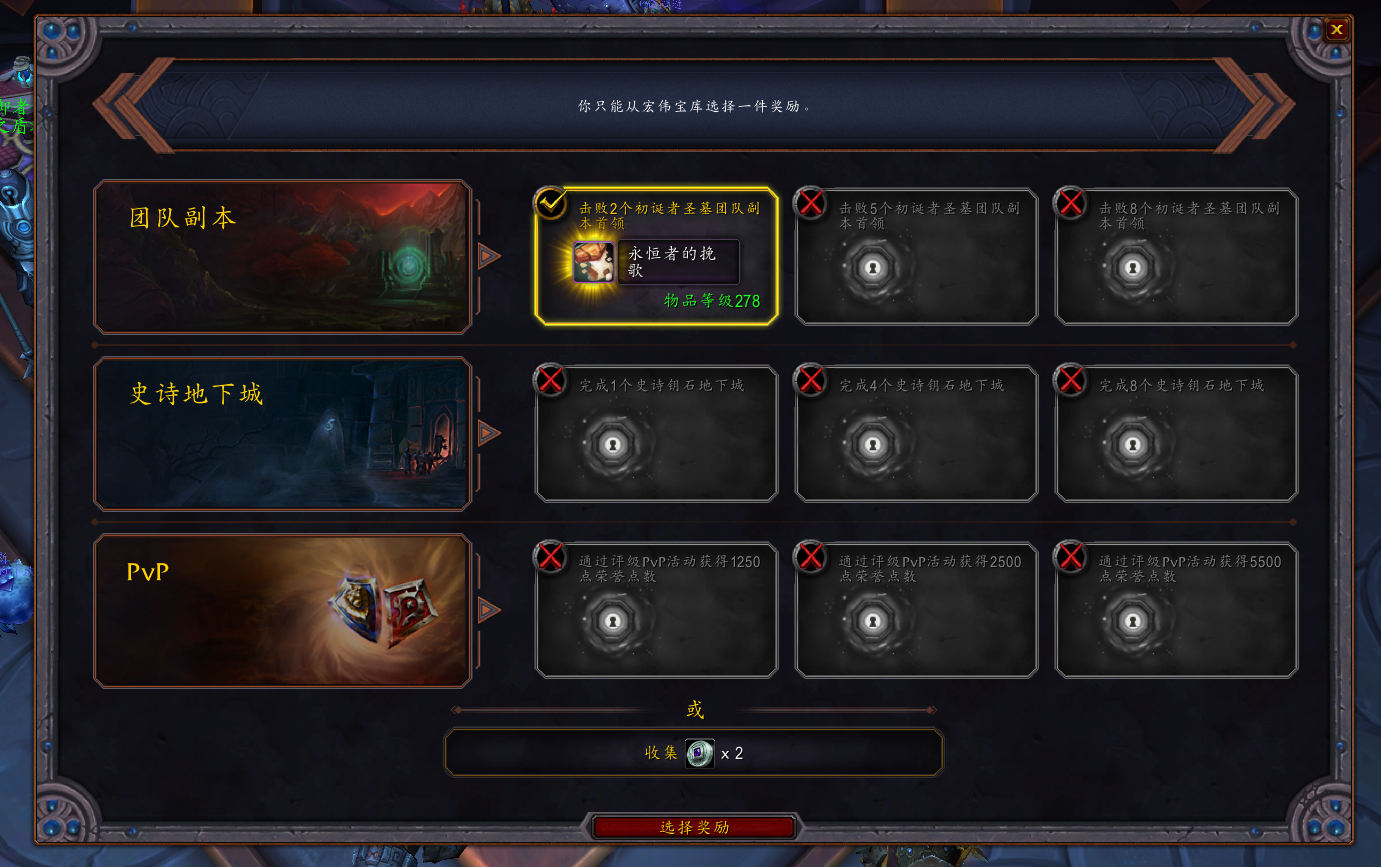 你只能从宏伟宝库选择一件奖励。
团队副本
击败2个初诞者圣墓团队副
本首领
永恒者的挽
歌
物品等级278
击败5个初诞者圣墓团队副
本首领
击败8个初诞者圣墓团队副
本首领
史诗地下城
完成1个史诗钥石地下城
完成4个史诗钥石地下城
完成8个史诗钥石地下城
PvP
通过评级PvP活动获得1250
点荣誉点数
通过评级PvP活动获得2500
点荣誉点数
通过评级PvP活动获得5500
点荣誉点数
或
收集 x 2
选择奖励